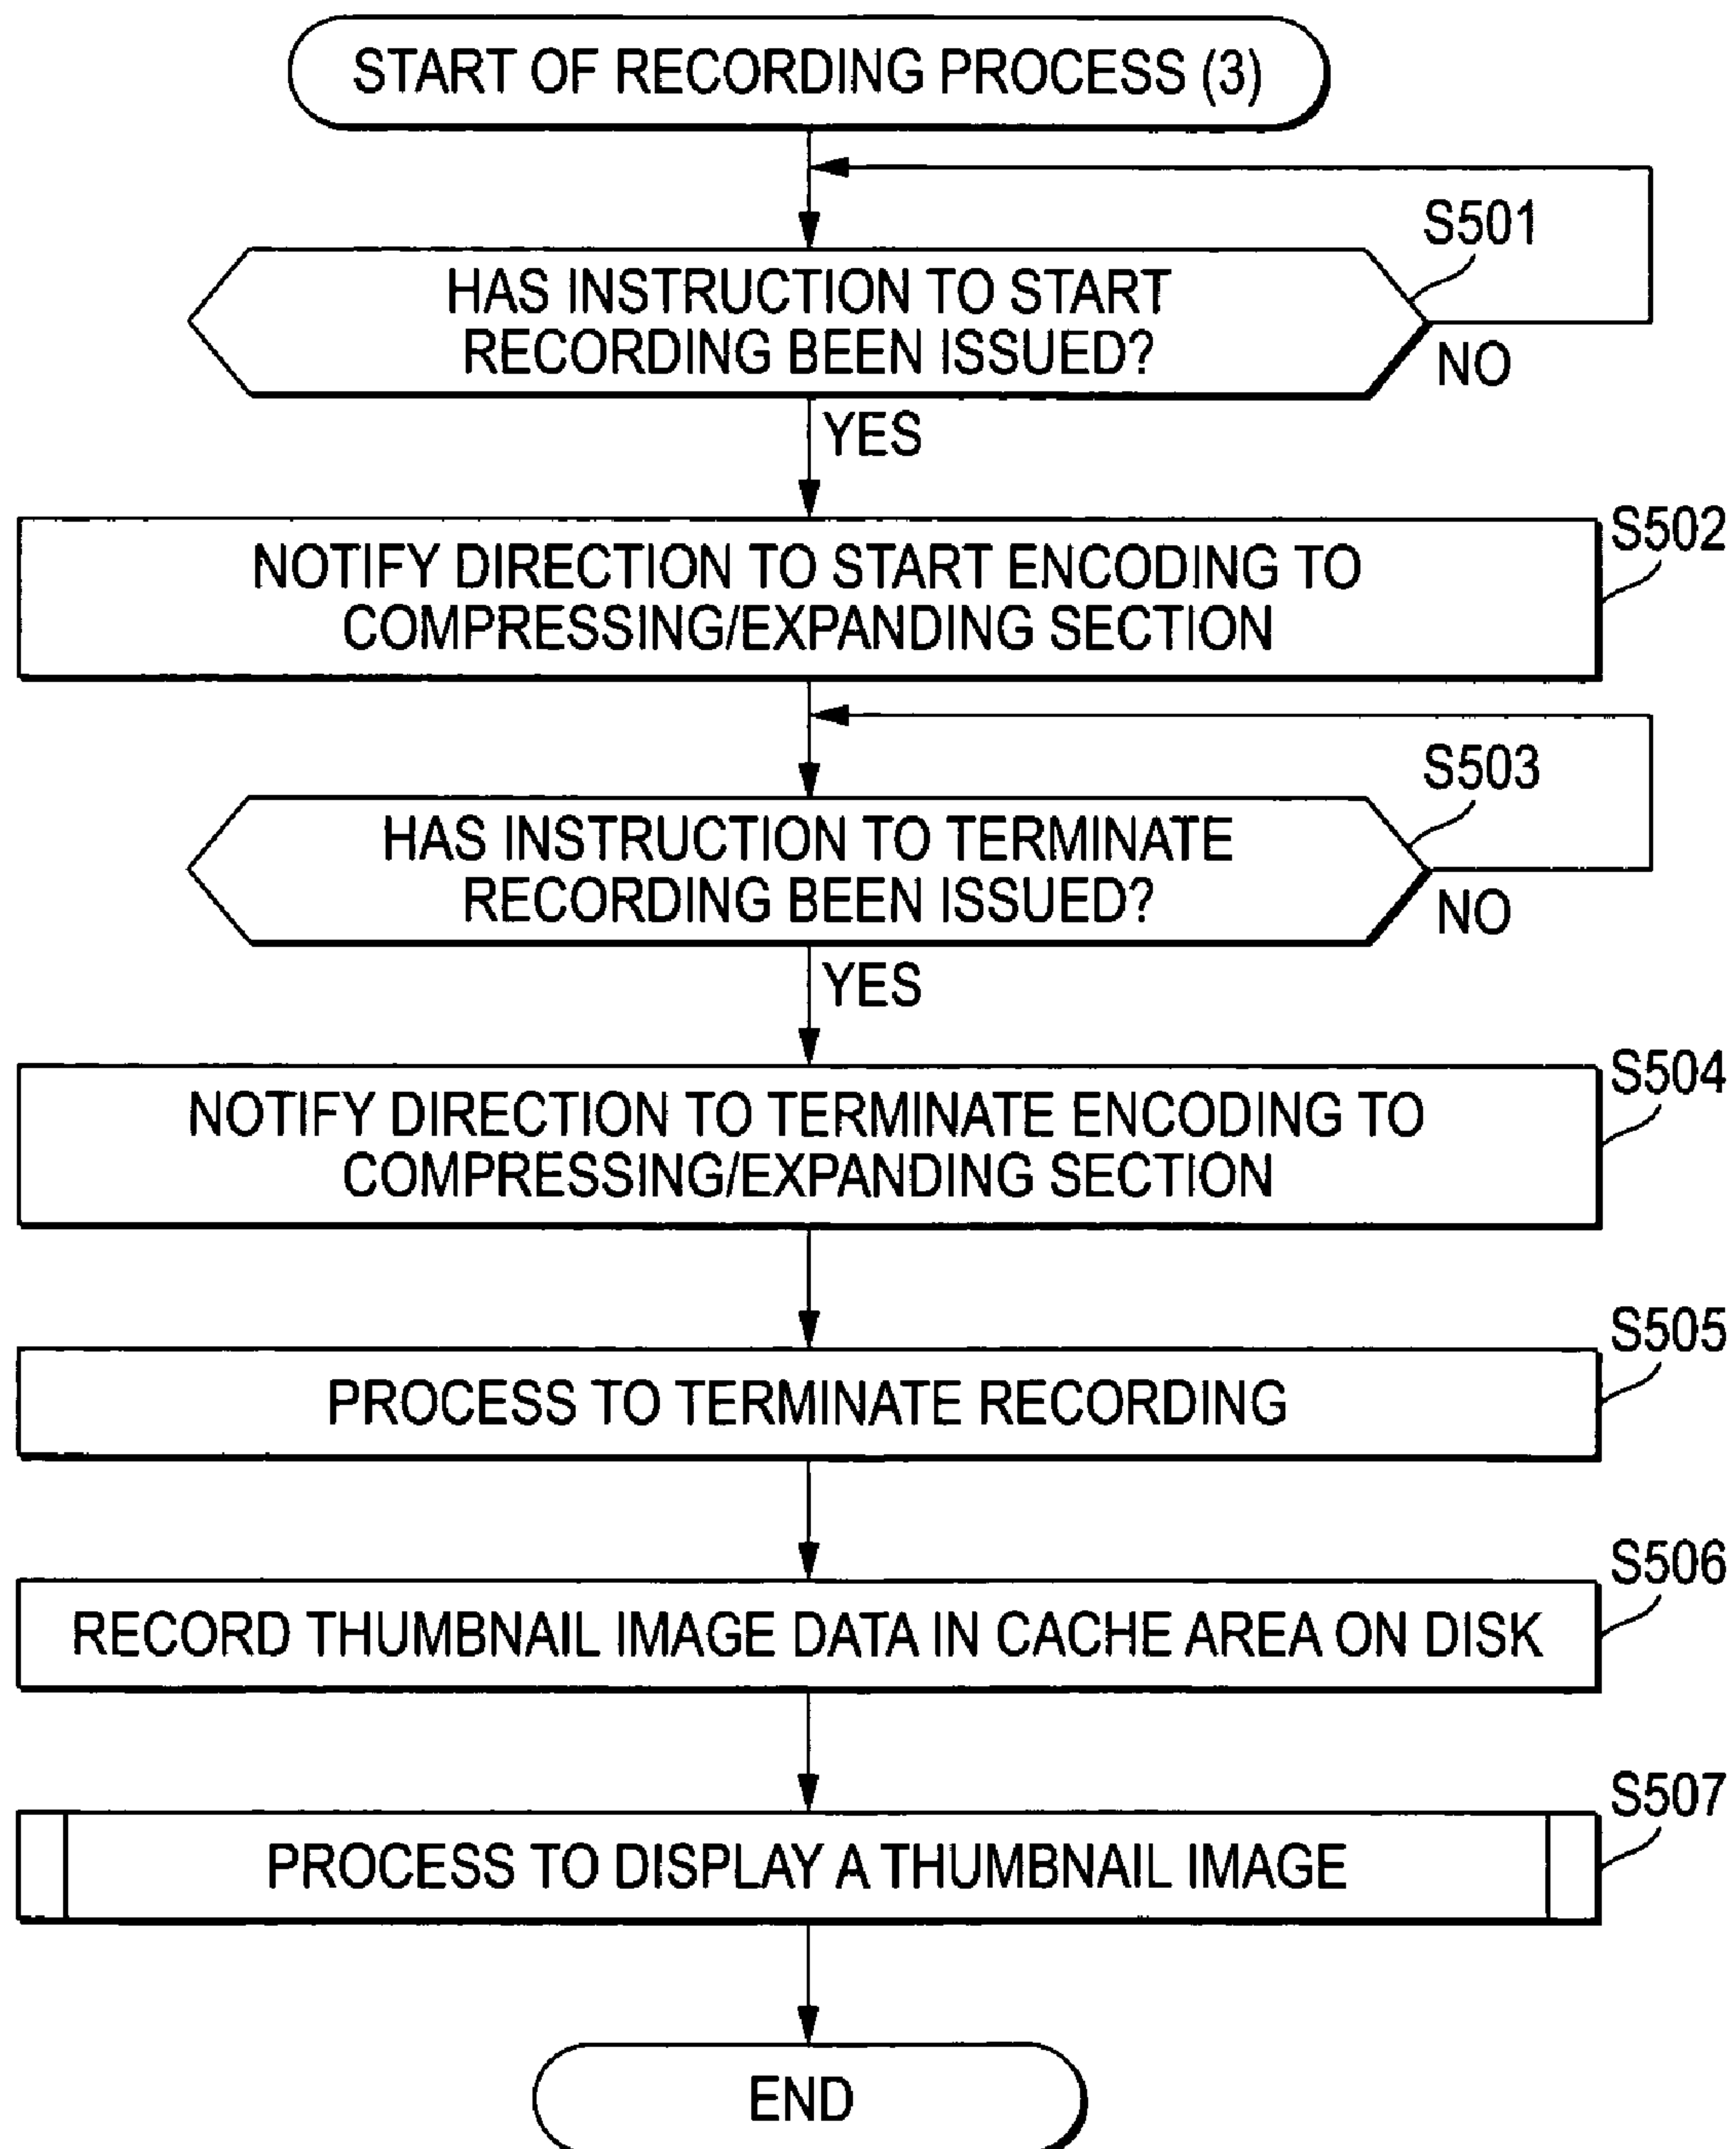 START OF RECORDING PROCESS (3)
S501
HAS INSTRUCTION TO START
RECORDING BEEN ISSUED?
NO
YES
S502
NOTIFY DIRECTION TO START ENCODING TO
COMPRESSING/EXPANDING SECTION
S503
HAS INSTRUCTION TO TERMINATE
RECORDING BEEN ISSUED?
NO
YES
S504
NOTIFY DIRECTION TO TERMINATE ENCODING TO
COMPRESSING/EXPANDING SECTION
S505
PROCESS TO TERMINATE RECORDING
S506
RECORD THUMBNAIL IMAGE DATA IN CACHE AREA ON DISK
S507
PROCESS TO DISPLAY A THUMBNAIL IMAGE
END